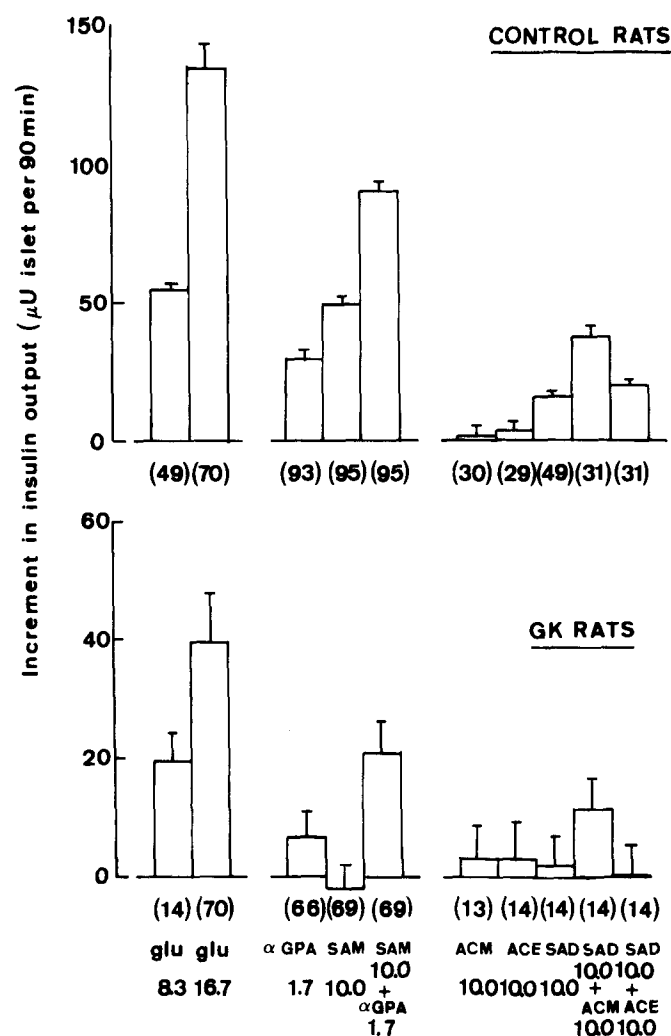 Increment in insulin output (μU islet per 90min)
CONTROL RATS
150
100
50
0
(49) (70) (93) (95) (95) (30) (29) (49) (31) (31)
GK RATS
60
40
20
0
(14) (70) (66) (69) (69) (13) (14) (14) (14) (14)
glu glu α GPA SAM SAM ACM ACE SAD SAD SAD
10.0 10.0 10.0
8.3 16.7 1.7 10.0 + 10.0 10.0 10.0 + +
αGPA ACM ACE
1.7 10.0 10.0